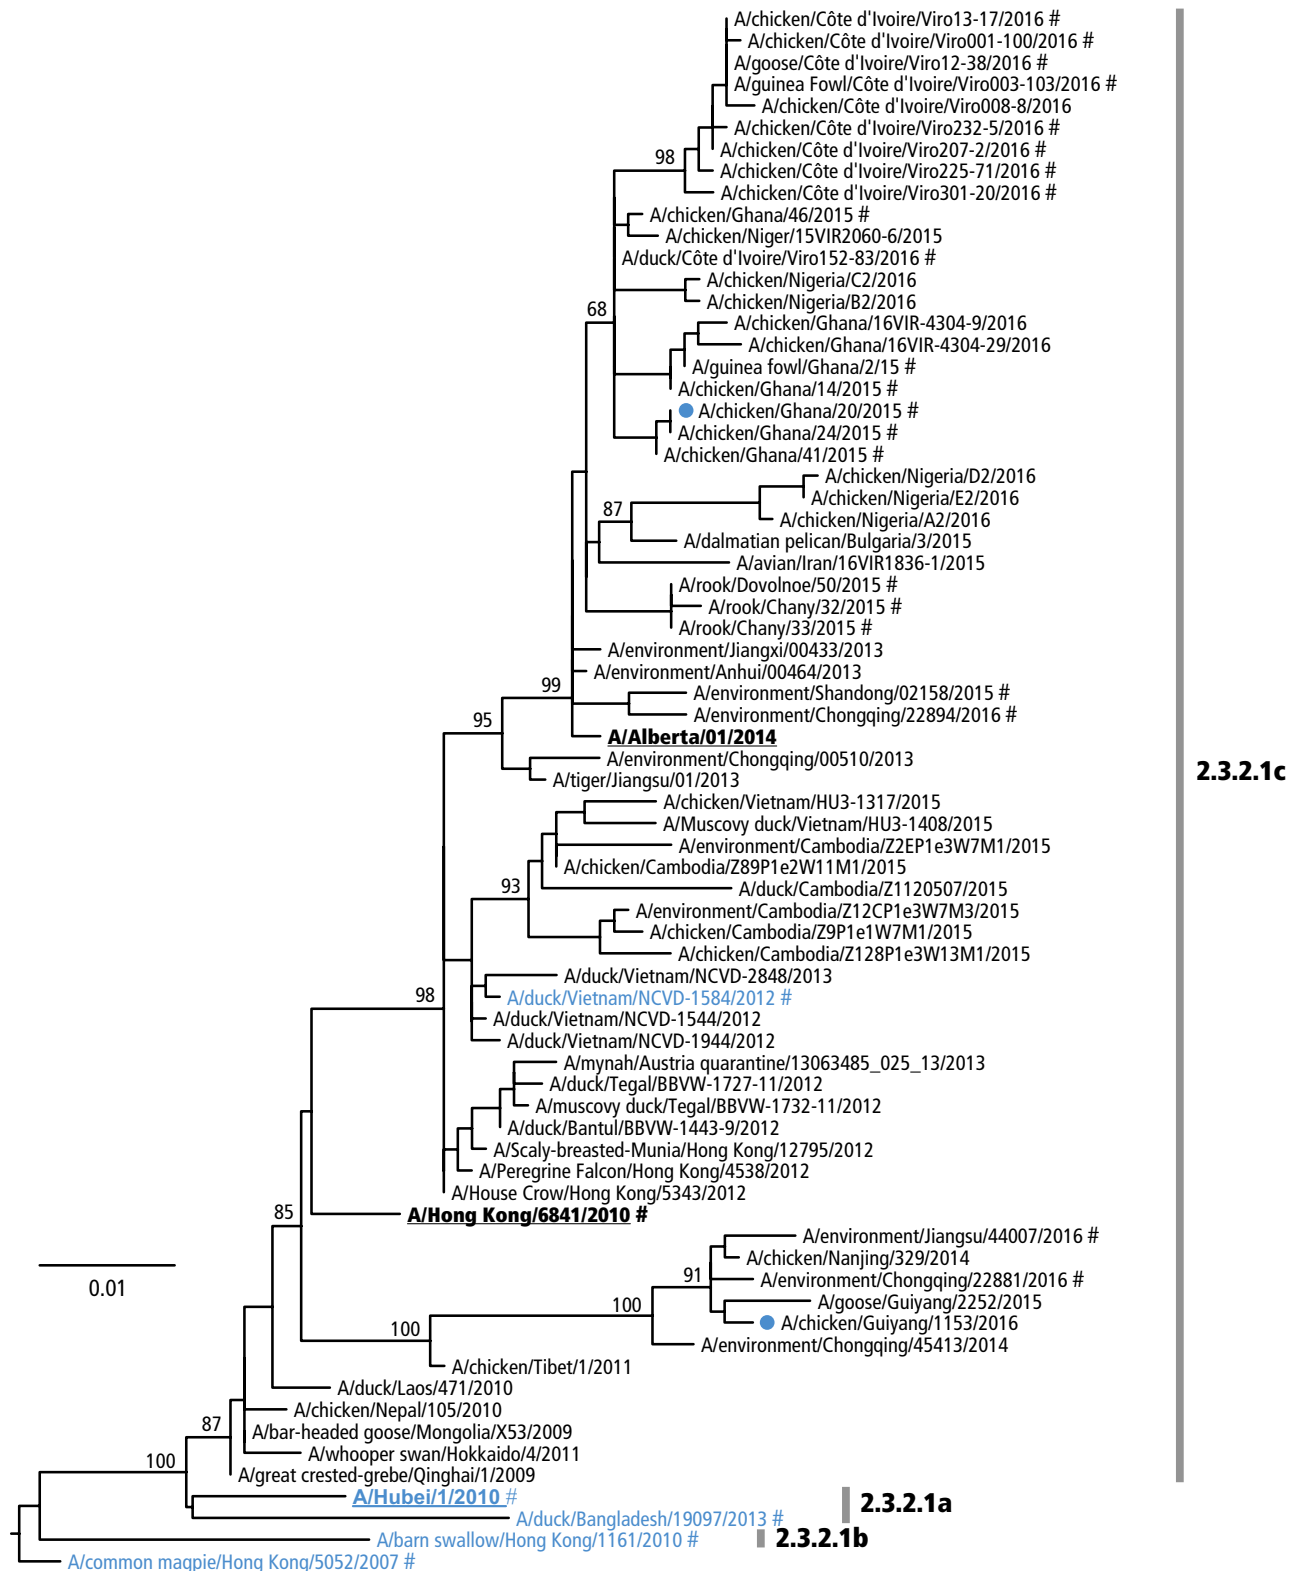 A/chicken/Côte d'Ivoire/Viro13-17/2016 #
A/chicken/Côte d'Ivoire/Viro001-100/2016 #
A/goose/Côte d'Ivoire/Viro12-38/2016 #
A/guinea Fowl/Côte d'Ivoire/Viro003-103/2016 #
A/chicken/Côte d'Ivoire/Viro008-8/2016
A/chicken/Côte d'Ivoire/Viro232-5/2016 #
A/chicken/Côte d'Ivoire/Viro207-2/2016 #
98
A/chicken/Côte d'Ivoire/Viro225-71/2016 #
A/chicken/Côte d'Ivoire/Viro301-20/2016 #
A/chicken/Ghana/46/2015 #
A/chicken/Niger/15VIR2060-6/2015
A/duck/Côte d'Ivoire/Viro152-83/2016 #
A/chicken/Nigeria/C2/2016
A/chicken/Nigeria/B2/2016
68
A/chicken/Ghana/16VIR-4304-9/2016
A/chicken/Ghana/16VIR-4304-29/2016
A/guinea fowl/Ghana/2/15 #
A/chicken/Ghana/14/2015 #
A/chicken/Ghana/20/2015 #
A/chicken/Ghana/24/2015 #
A/chicken/Ghana/41/2015 #
A/chicken/Nigeria/D2/2016
A/chicken/Nigeria/E2/2016
87
A/chicken/Nigeria/A2/2016
A/dalmatian pelican/Bulgaria/3/2015
A/avian/Iran/16VIR1836-1/2015
A/rook/Dovolnoe/50/2015 #
A/rook/Chany/32/2015 #
A/rook/Chany/33/2015 #
A/environment/Jiangxi/00433/2013
A/environment/Anhui/00464/2013
99
A/environment/Shandong/02158/2015 #
A/environment/Chongqing/22894/2016 #
95
A/Alberta/01/2014
A/environment/Chongqing/00510/2013
2.3.2.1c
A/tiger/Jiangsu/01/2013
A/chicken/Vietnam/HU3-1317/2015
A/Muscovy duck/Vietnam/HU3-1408/2015
A/environment/Cambodia/Z2EP1e3W7M1/2015
A/chicken/Cambodia/Z89P1e2W11M1/2015
93
A/duck/Cambodia/Z1120507/2015
A/environment/Cambodia/Z12CP1e3W7M3/2015
A/chicken/Cambodia/Z9P1e1W7M1/2015
A/chicken/Cambodia/Z128P1e3W13M1/2015
A/duck/Vietnam/NCVD-2848/2013
98
A/duck/Vietnam/NCVD-1584/2012 #
A/duck/Vietnam/NCVD-1544/2012
A/duck/Vietnam/NCVD-1944/2012
A/mynah/Austria quarantine/13063485_025_13/2013
A/duck/Tegal/BBVW-1727-11/2012
A/muscovy duck/Tegal/BBVW-1732-11/2012
A/duck/Bantul/BBVW-1443-9/2012
A/Scaly-breasted-Munia/Hong Kong/12795/2012
A/Peregrine Falcon/Hong Kong/4538/2012
A/House Crow/Hong Kong/5343/2012
85
A/Hong Kong/6841/2010 #
A/environment/Jiangsu/44007/2016 #
A/chicken/Nanjing/329/2014
0.01
91
A/environment/Chongqing/22881/2016 #
100
A/goose/Guiyang/2252/2015
A/chicken/Guiyang/1153/2016
100
A/environment/Chongqing/45413/2014
A/chicken/Tibet/1/2011
A/duck/Laos/471/2010
A/chicken/Nepal/105/2010
87
A/bar-headed goose/Mongolia/X53/2009
A/whooper swan/Hokkaido/4/2011
100
A/great crested-grebe/Qinghai/1/2009
A/Hubei/1/2010 #
2.3.2.1a
A/duck/Bangladesh/19097/2013 #
A/barn swallow/Hong Kong/1161/2010 #
2.3.2.1b
A/common magpie/Hong Kong/5052/2007 #